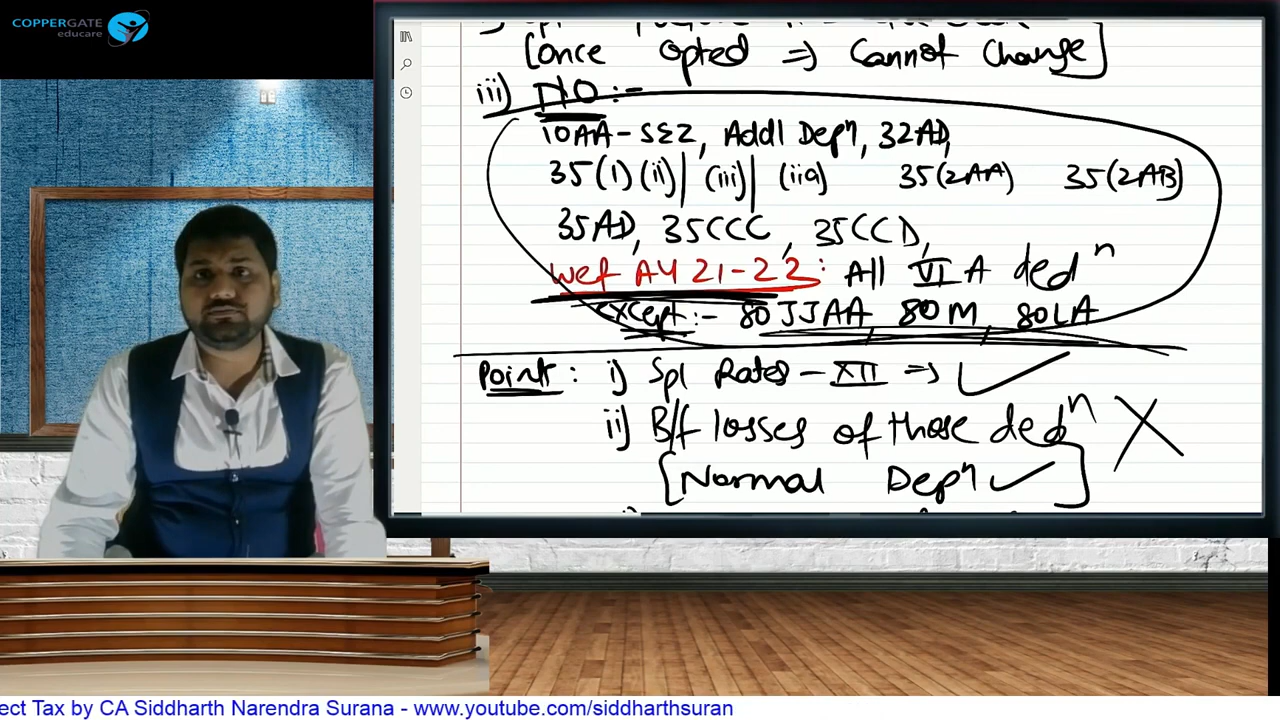 COPPERGATE
educare
[Once Opted => Cannot Change]
iii) NO :-
10AA - SEZ, Addl Depn, 32AD,
35(1)(ii)| (iii)| (iia) 35(2AA) 35(2AB)
35AD, 35CCC, 35CCD,
wef AY 21-22: All VI A dedn
except :- 80JJAA, 80M, 80LA
Point : i) Spl Rates - XII => ✓
ii) B/f losses of those dedn X
[Normal Depn ✓]
ect Tax by CA Siddharth Narendra Surana - www.youtube.com/siddharthsuran